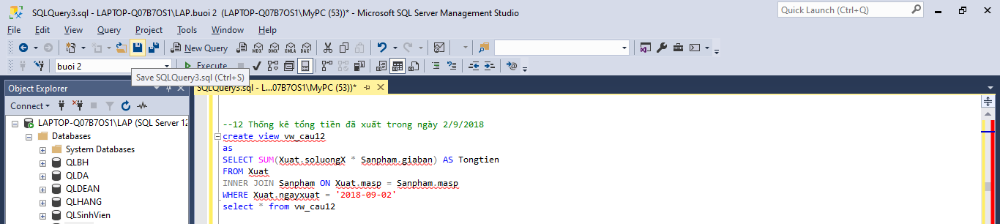 SQLQuery3.sql - LAPTOP-Q07B7OS1\LAP.buoi 2 (LAPTOP-Q07B7OS1\MyPC (53))* - Microsoft SQL Server Management Studio
Quick Launch (Ctrl+Q)
File Edit View Query Project Tools Window Help
New Query MDX DMX XMLA DAX
buoi 2 Execute
Save SQLQuery3.sql (Ctrl+S)
Object Explorer
SQLQuery3.sql - L...07B7OS1\MyPC (53))*
Connect
LAPTOP-Q07B7OS1\LAP (SQL Server 12
Databases
System Databases
QLBH
QLDA
QLDEAN
QLHANG
QLSinhVien
--12 Thống kê tổng tiền đã xuất trong ngày 2/9/2018
create view vw_cau12
as
SELECT SUM(Xuat.soluongX * Sanpham.giaban) AS Tongtien
FROM Xuat
INNER JOIN Sanpham ON Xuat.masp = Sanpham.masp
WHERE Xuat.ngayxuat = '2018-09-02'
select * from vw_cau12